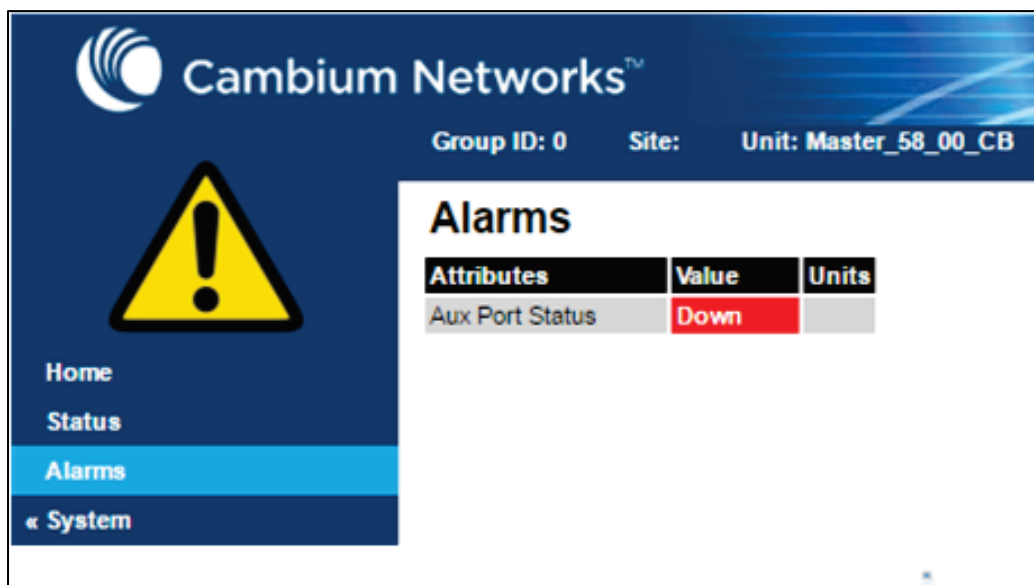 Cambium Networks™
Group ID: 0 Site: Unit: Master_58_00_CB
Alarms
Attributes Value Units
Aux Port Status Down
Home
Status
Alarms
« System